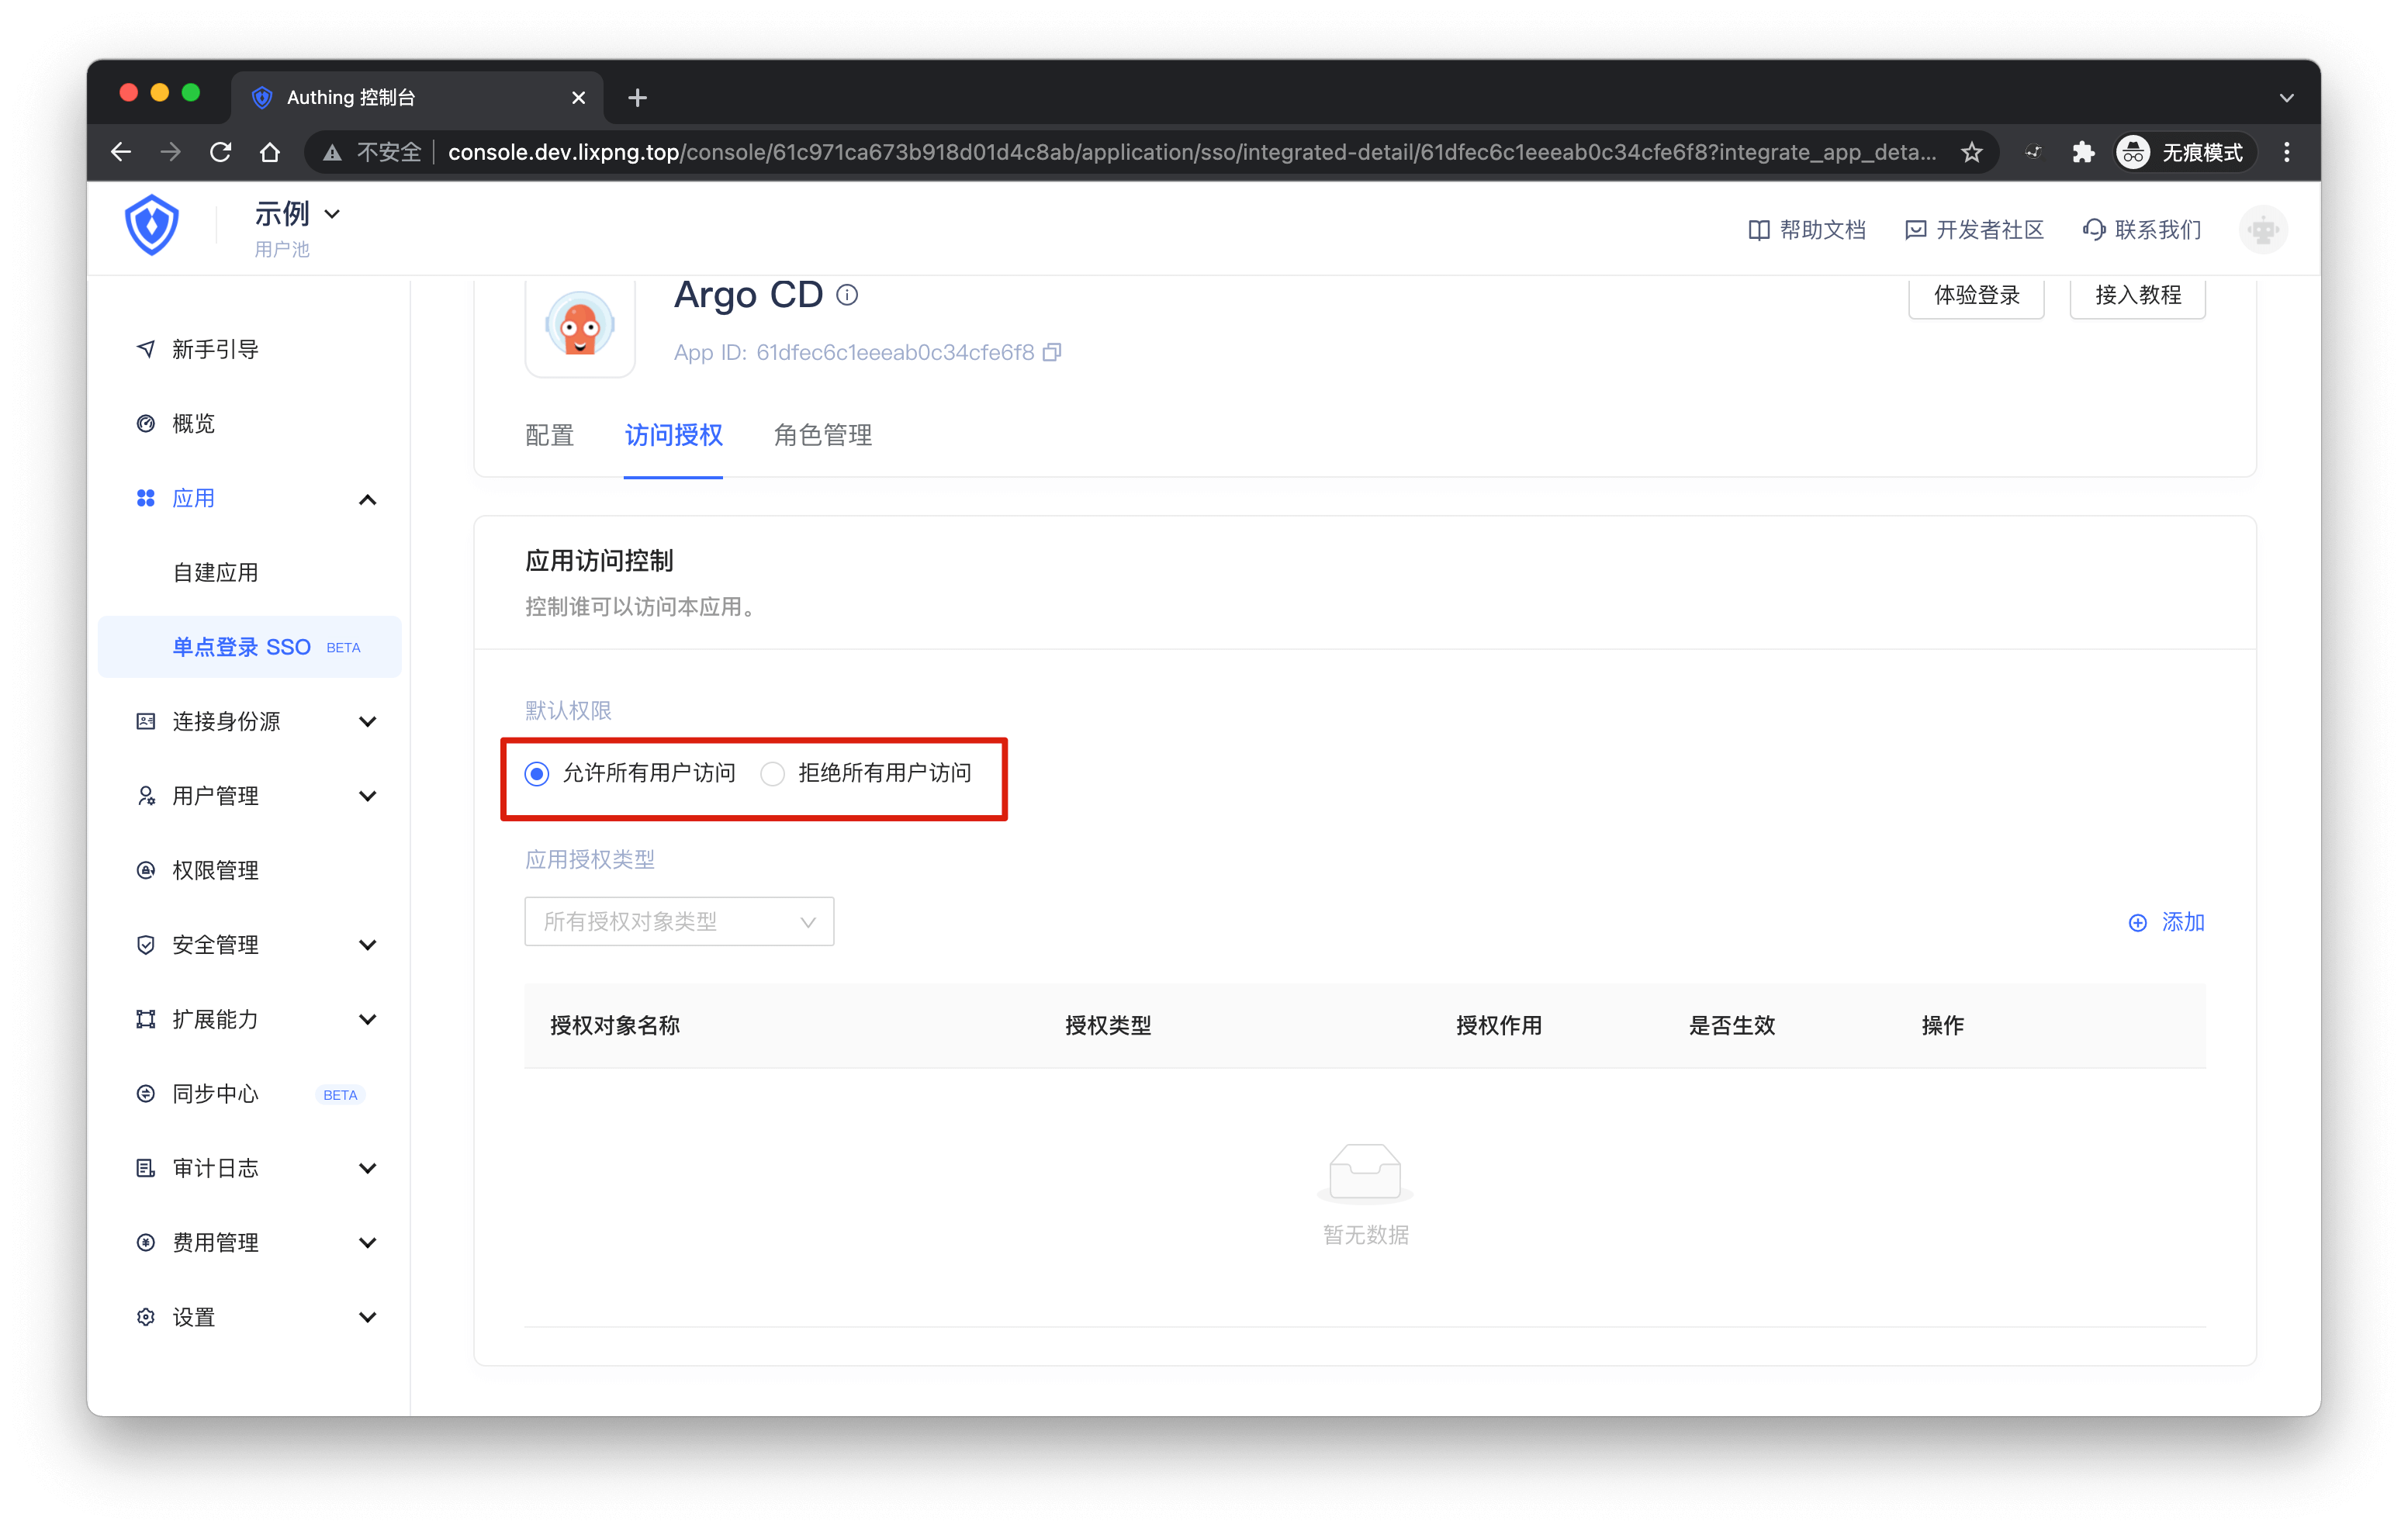 Authing 控制台
不安全 console.dev.lixpng.top/console/61c971ca673b918d01d4c8ab/application/sso/integrated-detail/61dfec6c1eeeab0c34cfe6f8?integrate_app_deta... 无痕模式
示例
用户池
帮助文档 开发者社区 联系我们
新手引导
概览
应用
自建应用
单点登录 SSO BETA
连接身份源
用户管理
权限管理
安全管理
扩展能力
同步中心 BETA
审计日志
费用管理
设置
Argo CD
体验登录 接入教程
App ID: 61dfec6c1eeeab0c34cfe6f8
配置 访问授权 角色管理
应用访问控制
控制谁可以访问本应用。
默认权限
允许所有用户访问 拒绝所有用户访问
应用授权类型
所有授权对象类型
添加
授权对象名称 授权类型 授权作用 是否生效 操作
暂无数据